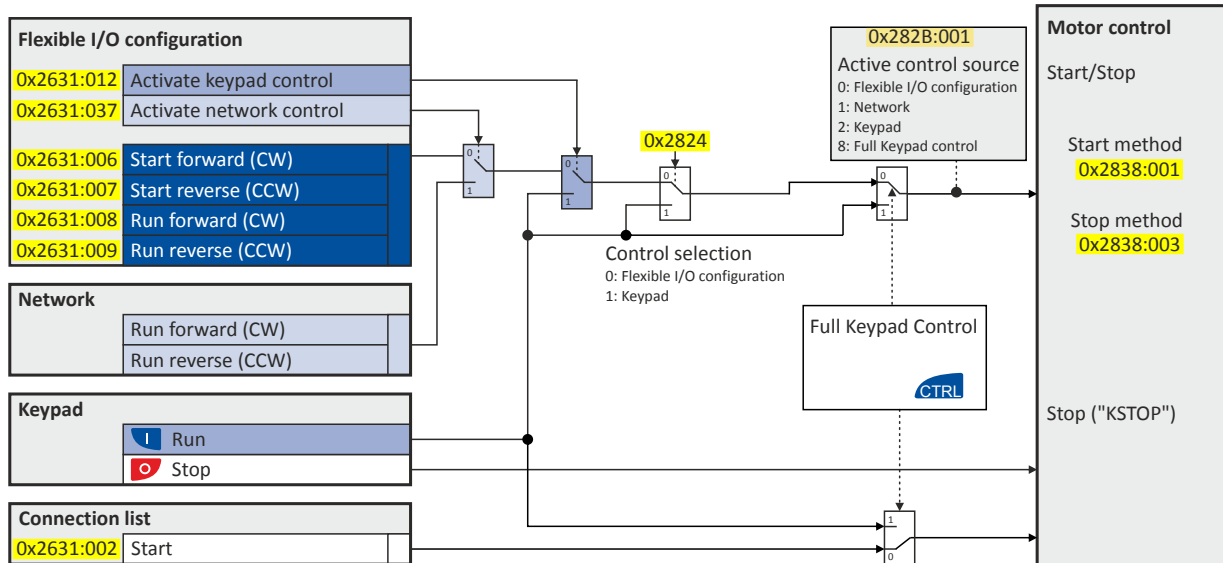 Flexible I/O configuration
0x2631:012 Activate keypad control
0x2631:037 Activate network control
0x2631:006 Start forward (CW)
0x2631:007 Start reverse (CCW)
0x2631:008 Run forward (CW)
0x2631:009 Run reverse (CCW)
Network
Run forward (CW)
Run reverse (CCW)
Keypad
I Run
O Stop
Connection list
0x2631:002 Start
0
1
0
1
0x2824
0
1
Control selection
0: Flexible I/O configuration
1: Keypad
0x282B:001
Active control source
0: Flexible I/O configuration
1: Network
2: Keypad
8: Full Keypad control
0
1
Full Keypad Control
CTRL
1
0
Motor control
Start/Stop
Start method
0x2838:001
Stop method
0x2838:003
Stop ("KSTOP")